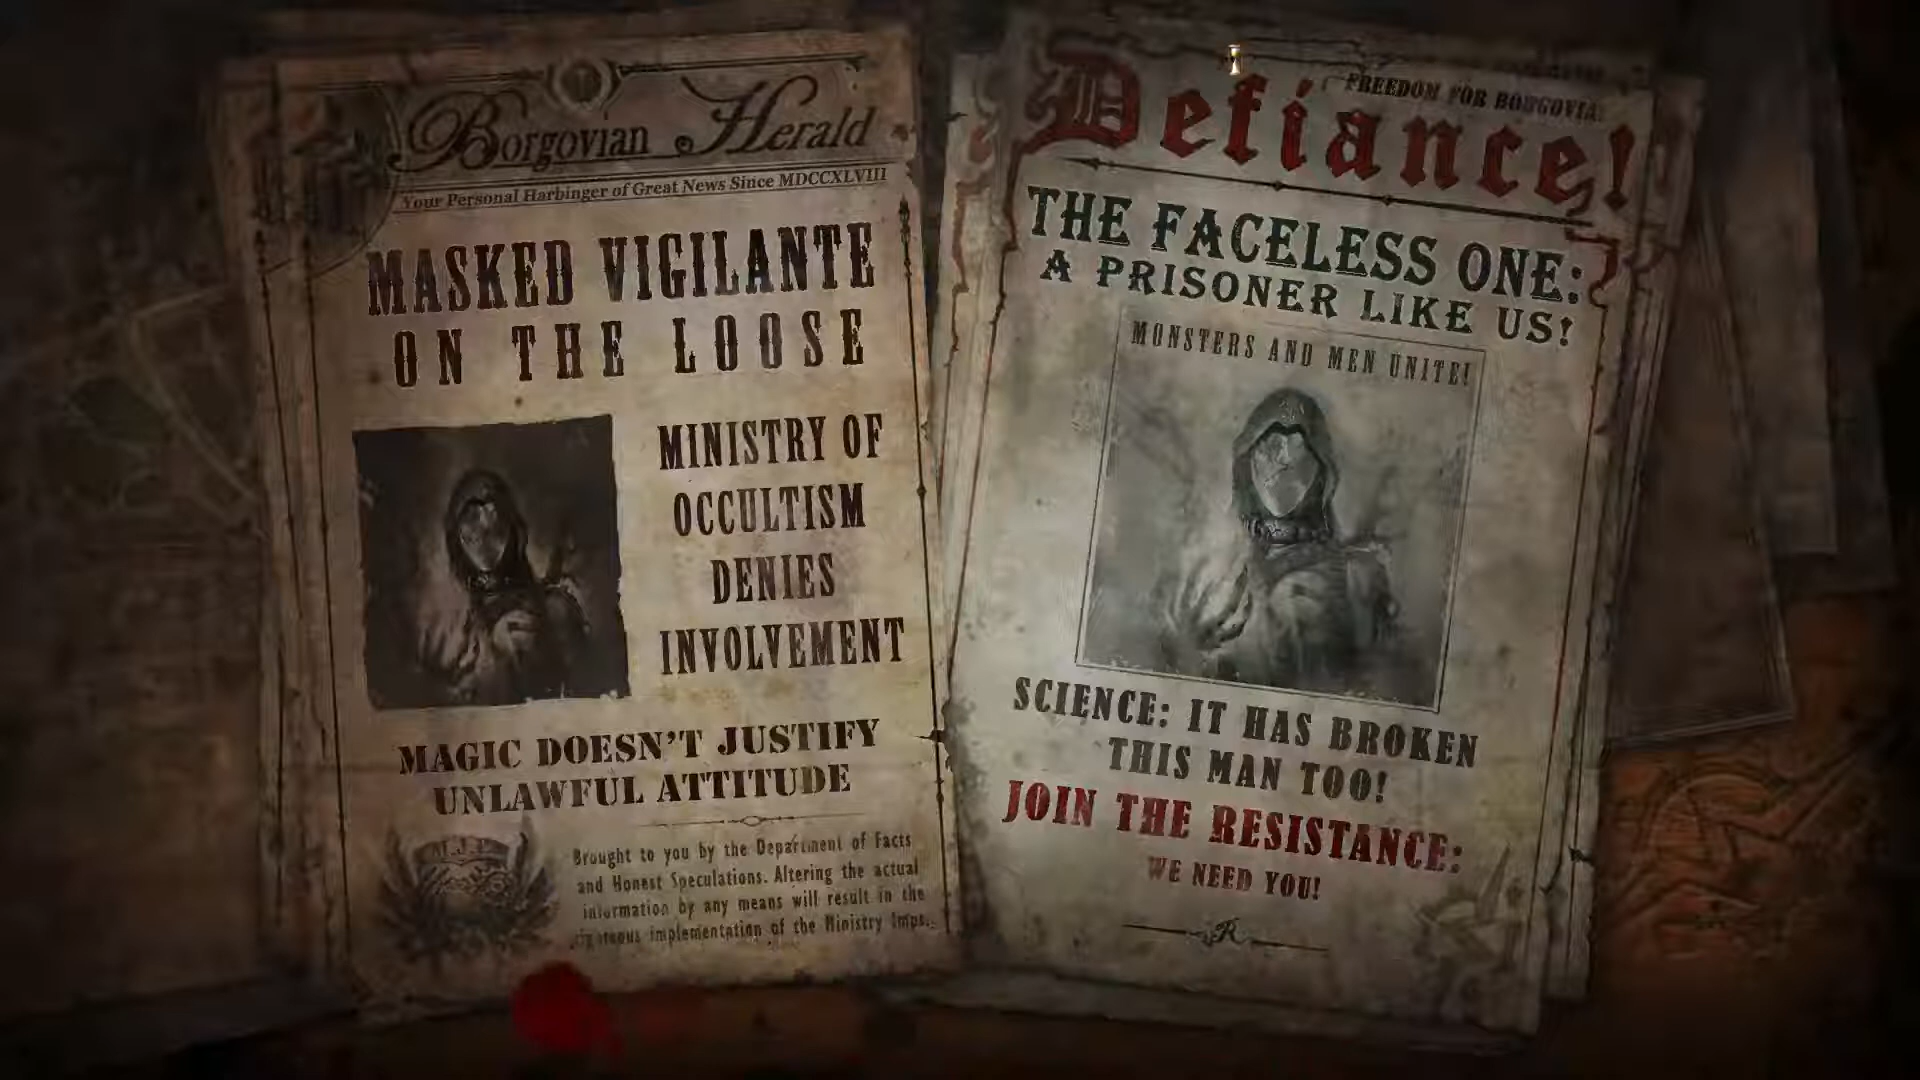 Borgovian Herald
Your Personal Harbinger of Great News Since MDCCXLVIII
MASKED VIGILANTE
ON THE LOOSE
MINISTRY OF
OCCULTISM
DENIES
INVOLVEMENT
MAGIC DOESN'T JUSTIFY
UNLAWFUL ATTITUDE
Brought to you by the Department of Facts
and Honest Speculations. Altering the actual
information by any means will result in the
rigorous implementation of the Ministry Imps.
FREEDOM FOR BORGOVIA!
Defiance!
THE FACELESS ONE:
A PRISONER LIKE US!
MONSTERS AND MEN UNITE!
SCIENCE: IT HAS BROKEN
THIS MAN TOO!
JOIN THE RESISTANCE:
WE NEED YOU!
R